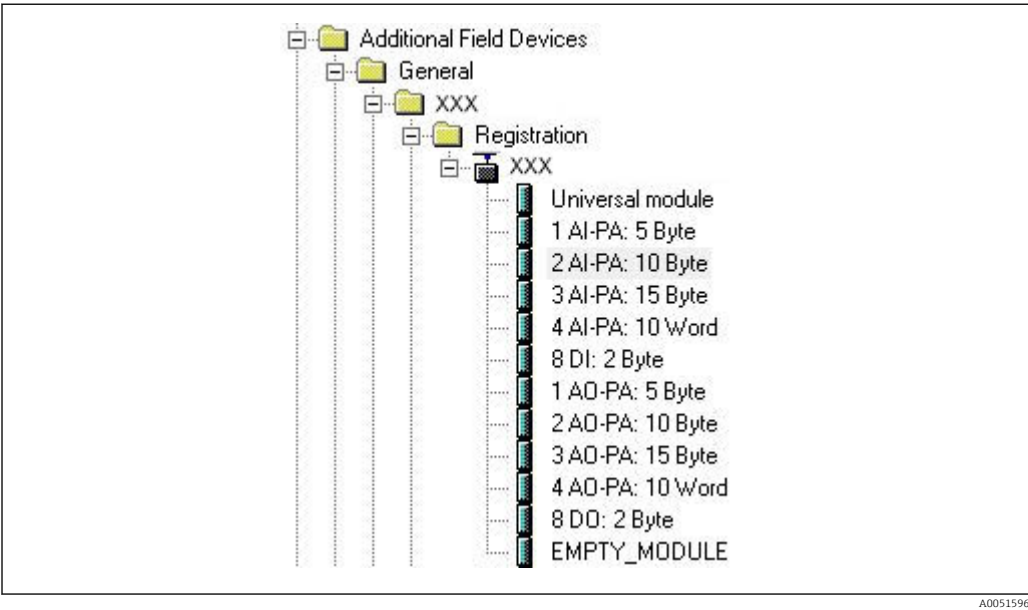 Additional Field Devices
General
XXX
Registration
XXX
Universal module
1 AI-PA: 5 Byte
2 AI-PA: 10 Byte
3 AI-PA: 15 Byte
4 AI-PA: 10 Word
8 DI: 2 Byte
1 AO-PA: 5 Byte
2 AO-PA: 10 Byte
3 AO-PA: 15 Byte
4 AO-PA: 10 Word
8 DO: 2 Byte
EMPTY_MODULE
A0051596